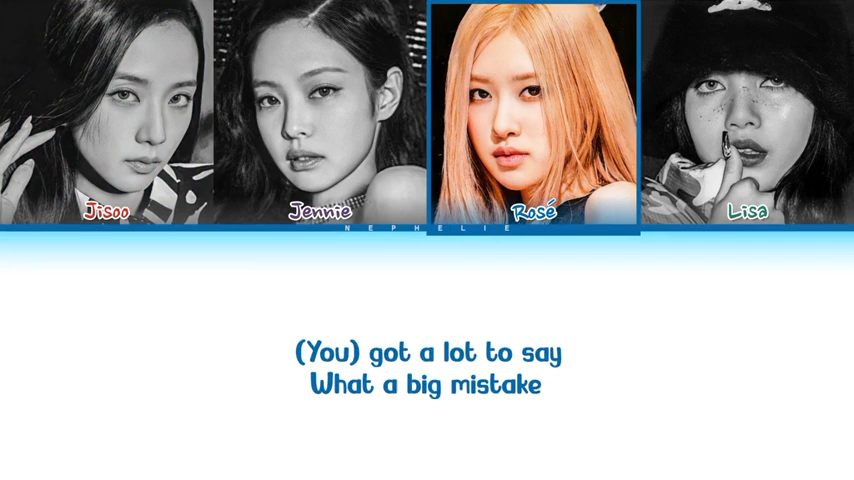 Jisoo
Jennie
Rosé
Lisa
NEPHELIE
(You) got a lot to say
What a big mistake